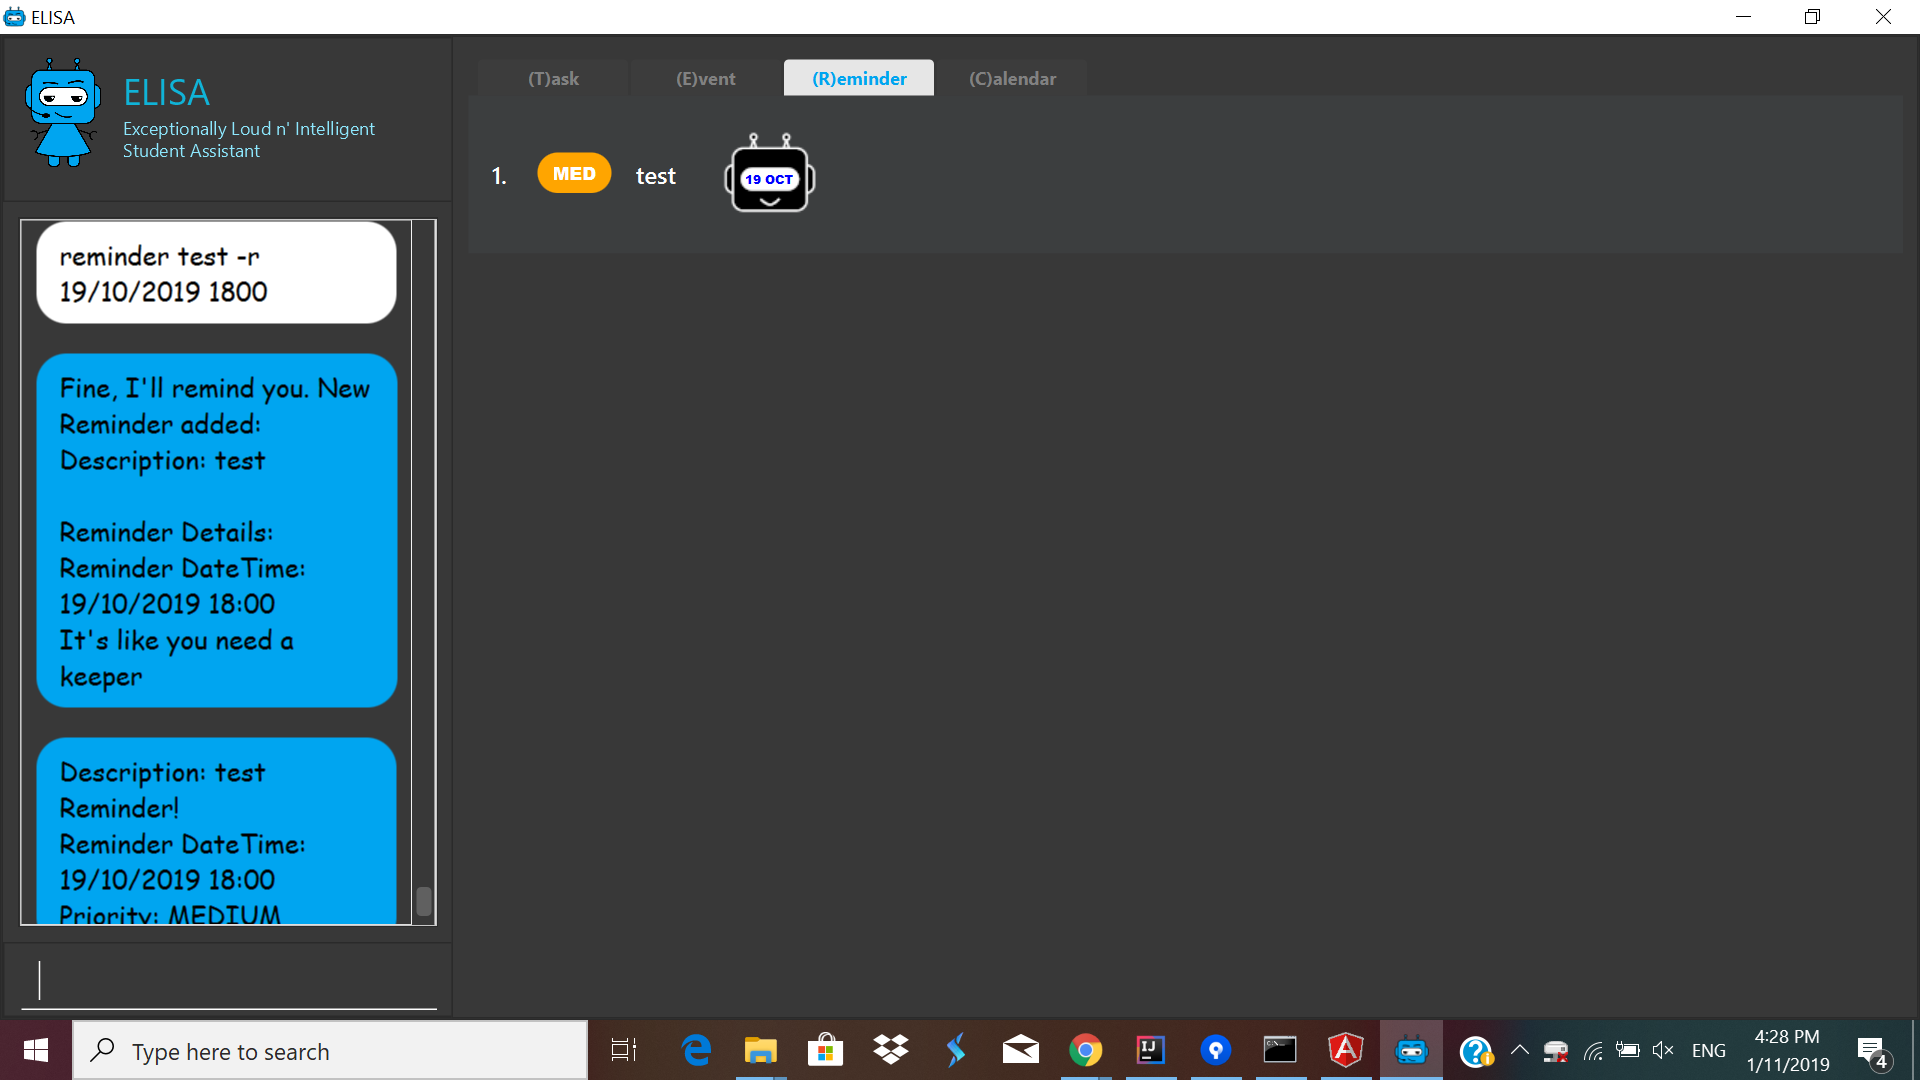 ELISA
ELISA
Exceptionally Loud n' Intelligent
Student Assistant
(T)ask
(E)vent
(R)eminder
(C)alendar
1.
MED
test
19 OCT
reminder test -r
19/10/2019 1800
Fine, I'll remind you. New
Reminder added:
Description: test
Reminder Details:
Reminder DateTime:
19/10/2019 18:00
It's like you need a
keeper
Description: test
Reminder!
Reminder DateTime:
19/10/2019 18:00
Priority: MEDIUM
Type here to search
IJ
ENG
4:28 PM
1/11/2019
4